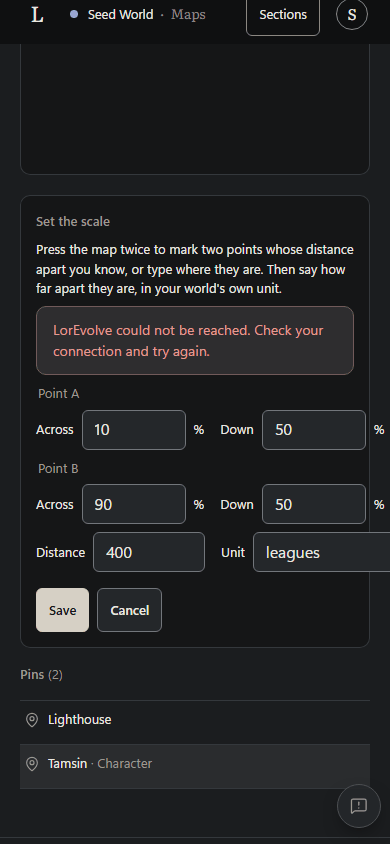 L Seed World · Maps Sections S
Set the scale
Press the map twice to mark two points whose distance
apart you know, or type where they are. Then say how
far apart they are, in your world's own unit.
LorEvolve could not be reached. Check your
connection and try again.
Point A
Across 10 % Down 50 %
Point B
Across 90 % Down 50 %
Distance 400 Unit leagues
Save Cancel
Pins (2)
Lighthouse
Tamsin · Character